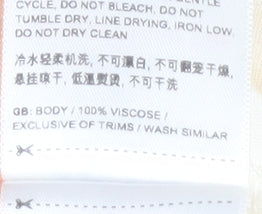 CYCLE, DO NOT BLEACH, DO NOT
TUMBLE DRY, LINE DRYING, IRON LOW,
DO NOT DRY CLEAN
冷水轻柔机洗, 不可漂白, 不可翻笼干燥,
悬挂晾干, 低温熨烫, 不可干洗
GB: BODY / 100% VISCOSE /
EXCLUSIVE OF TRIMS / WASH SIMILAR